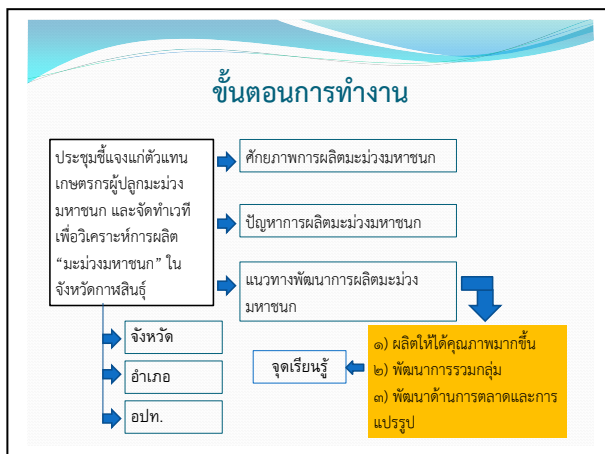 ขั้นตอนการทำงาน
ประชุมชี้แจงแก่ตัวแทน
เกษตรกรผู้ปลูกมะม่วง
มหาชนก และจัดทำเวที
เพื่อวิเคราะห์การผลิต
“มะม่วงมหาชนก” ใน
จังหวัดกาฬสินธุ์
ศักยภาพการผลิตมะม่วงมหาชนก
ปัญหาการผลิตมะม่วงมหาชนก
แนวทางพัฒนาการผลิตมะม่วง
มหาชนก
จังหวัด
อำเภอ
อปท.
จุดเรียนรู้
๑) ผลิตให้ได้คุณภาพมากขึ้น
๒) พัฒนาการรวมกลุ่ม
๓) พัฒนาด้านการตลาดและการ
แปรรูป